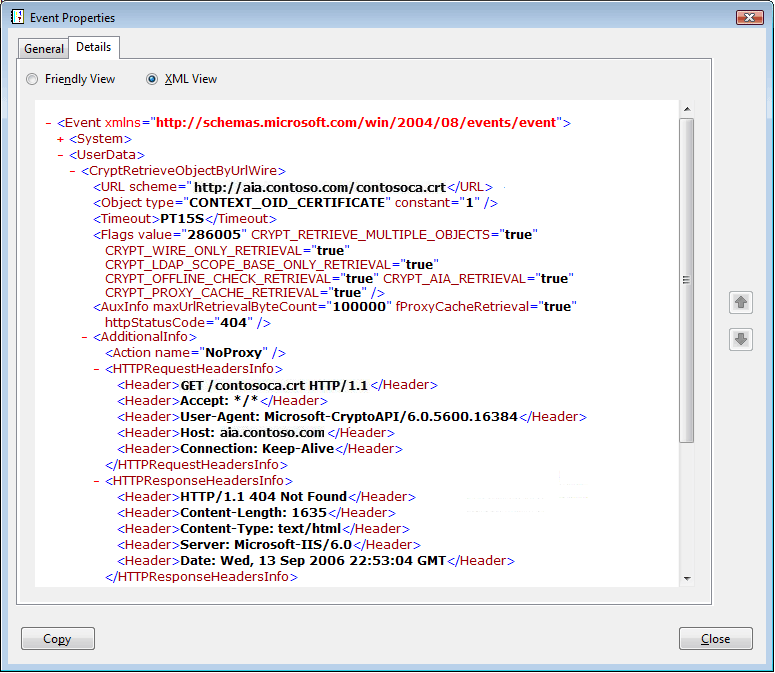 Event Properties
General Details
Friendly View XML View
- <Event xmlns="http://schemas.microsoft.com/win/2004/08/events/event">
+ <System>
- <UserData>
- <CryptRetrieveObjectByUrlWire>
<URL scheme="http://aia.contoso.com/contosoca.crt</URL>
<Object type="CONTEXT_OID_CERTIFICATE" constant="1" />
<Timeout>PT15S</Timeout>
<Flags value="286005" CRYPT_RETRIEVE_MULTIPLE_OBJECTS="true"
CRYPT_WIRE_ONLY_RETRIEVAL="true"
CRYPT_LDAP_SCOPE_BASE_ONLY_RETRIEVAL="true"
CRYPT_OFFLINE_CHECK_RETRIEVAL="true" CRYPT_AIA_RETRIEVAL="true"
CRYPT_PROXY_CACHE_RETRIEVAL="true" />
<AuxInfo maxUrlRetrievalByteCount="100000" fProxyCacheRetrieval="true"
httpStatusCode="404" />
- <AdditionalInfo>
<Action name="NoProxy" />
- <HTTPRequestHeadersInfo>
<Header>GET /contosoca.crt HTTP/1.1</Header>
<Header>Accept: */*</Header>
<Header>User-Agent: Microsoft-CryptoAPI/6.0.5600.16384</Header>
<Header>Host: aia.contoso.com</Header>
<Header>Connection: Keep-Alive</Header>
</HTTPRequestHeadersInfo>
- <HTTPResponseHeadersInfo>
<Header>HTTP/1.1 404 Not Found</Header>
<Header>Content-Length: 1635</Header>
<Header>Content-Type: text/html</Header>
<Header>Server: Microsoft-IIS/6.0</Header>
<Header>Date: Wed, 13 Sep 2006 22:53:04 GMT</Header>
</HTTPResponseHeadersInfo>
Copy Close